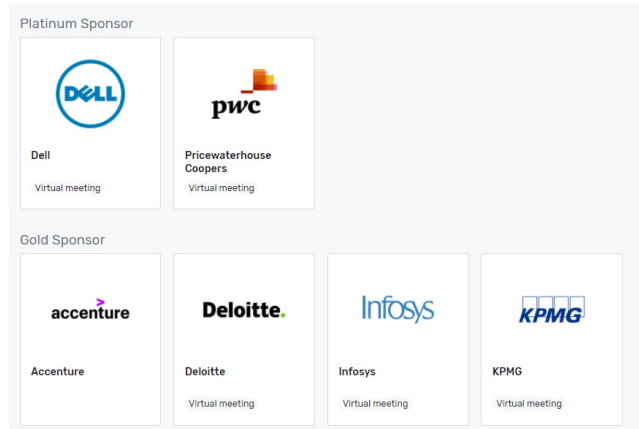 Platinum Sponsor
DELL
pwc
Dell
Pricewaterhouse
Coopers
Virtual meeting
Virtual meeting
Gold Sponsor
accenture
Deloitte.
Infosys
KPMG
Accenture
Deloitte
Infosys
KPMG
Virtual meeting
Virtual meeting
Virtual meeting